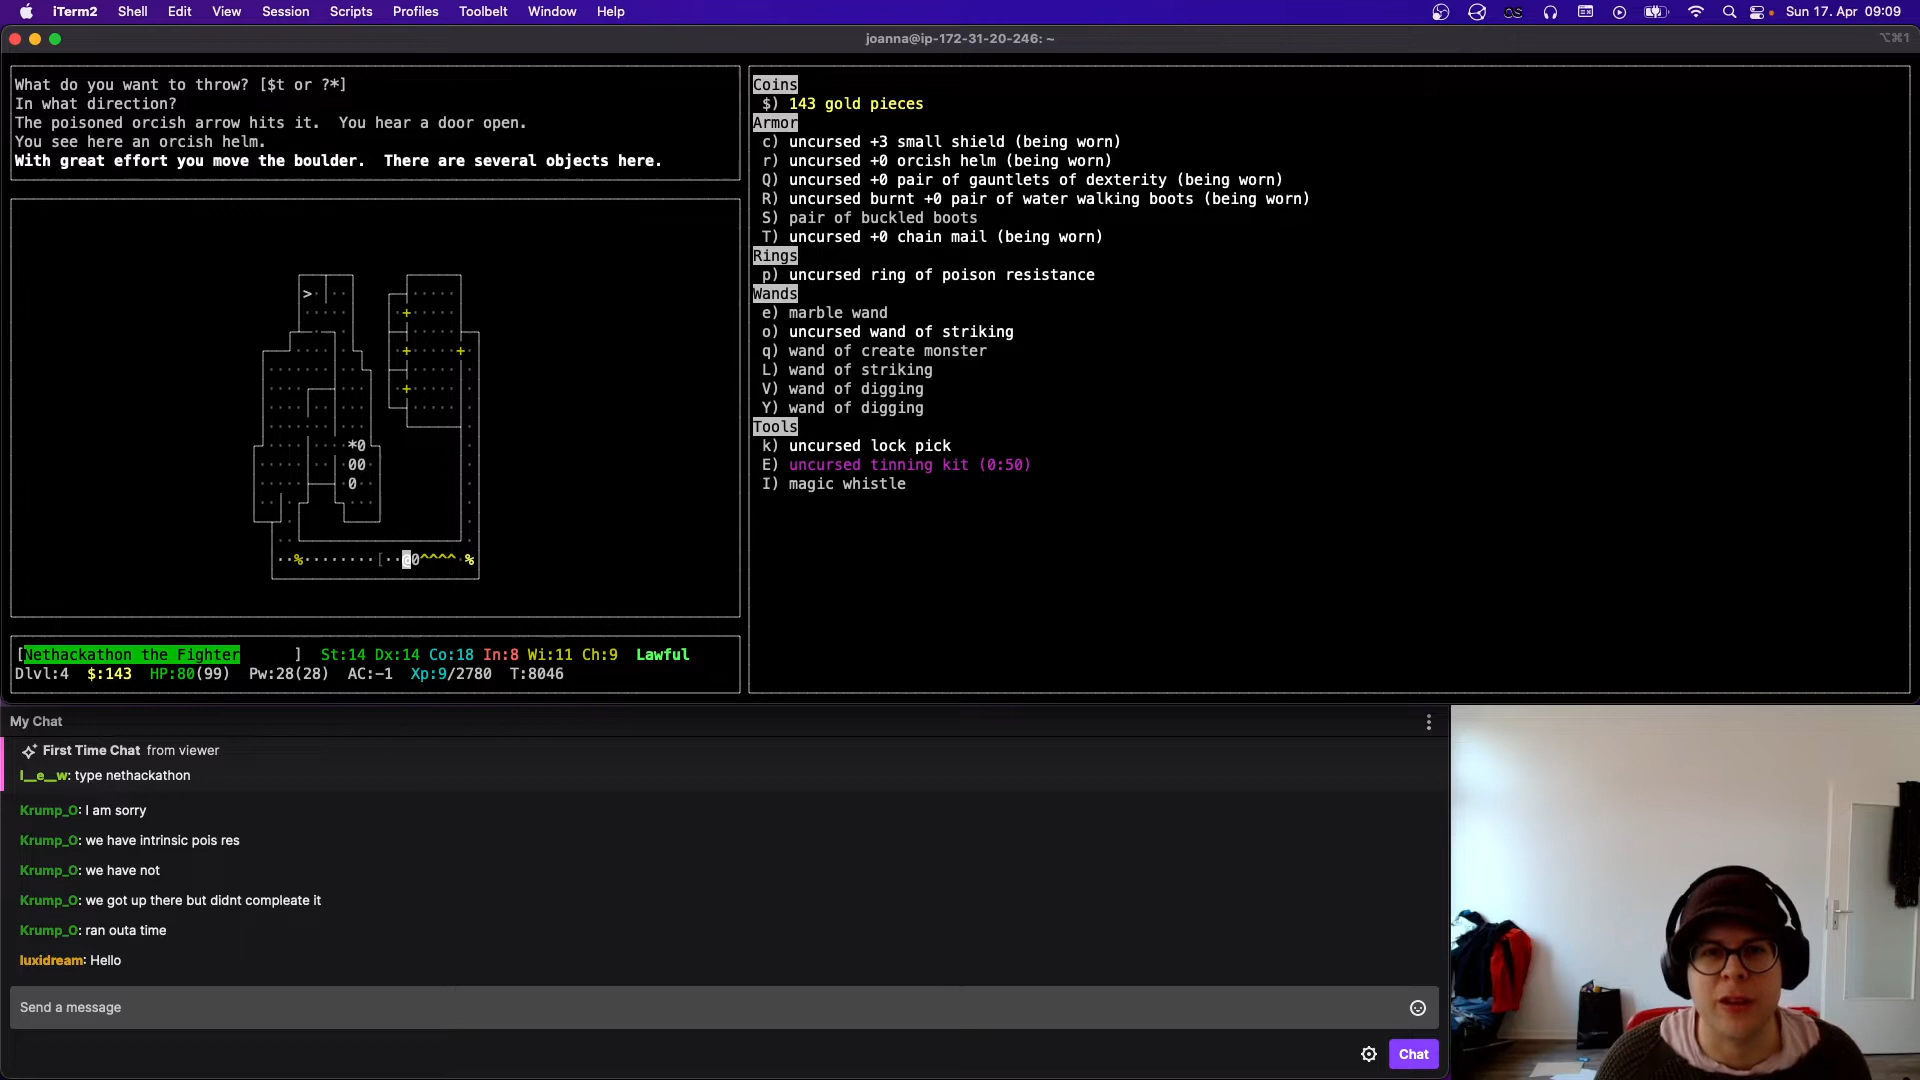 iTerm2 Shell Edit View Session Scripts Profiles Toolbelt Window Help
Sun 17. Apr 09:09
joanna@ip-172-31-20-246: ~
⌥⌘1
What do you want to throw? [$t or ?*]
In what direction?
The poisoned orcish arrow hits it.  You hear a door open.
You see here an orcish helm.
With great effort you move the boulder.  There are several objects here.
[Nethackathon the Fighter ] St:14 Dx:14 Co:18 In:8 Wi:11 Ch:9 Lawful
Dlvl:4 $:143 HP:80(99) Pw:28(28) AC:-1 Xp:9/2780 T:8046
Coins
$) 143 gold pieces
Armor
c) uncursed +3 small shield (being worn)
r) uncursed +0 orcish helm (being worn)
Q) uncursed +0 pair of gauntlets of dexterity (being worn)
R) uncursed burnt +0 pair of water walking boots (being worn)
S) pair of buckled boots
T) uncursed +0 chain mail (being worn)
Rings
p) uncursed ring of poison resistance
Wands
e) marble wand
o) uncursed wand of striking
q) wand of create monster
L) wand of striking
V) wand of digging
Y) wand of digging
Tools
k) uncursed lock pick
E) uncursed tinning kit (0:50)
I) magic whistle
My Chat
First Time Chat from viewer
l__e__w: type nethackathon
Krump_O: I am sorry
Krump_O: we have intrinsic pois res
Krump_O: we have not
Krump_O: we got up there but didnt compleate it
Krump_O: ran outa time
luxidream: Hello
Send a message
Chat